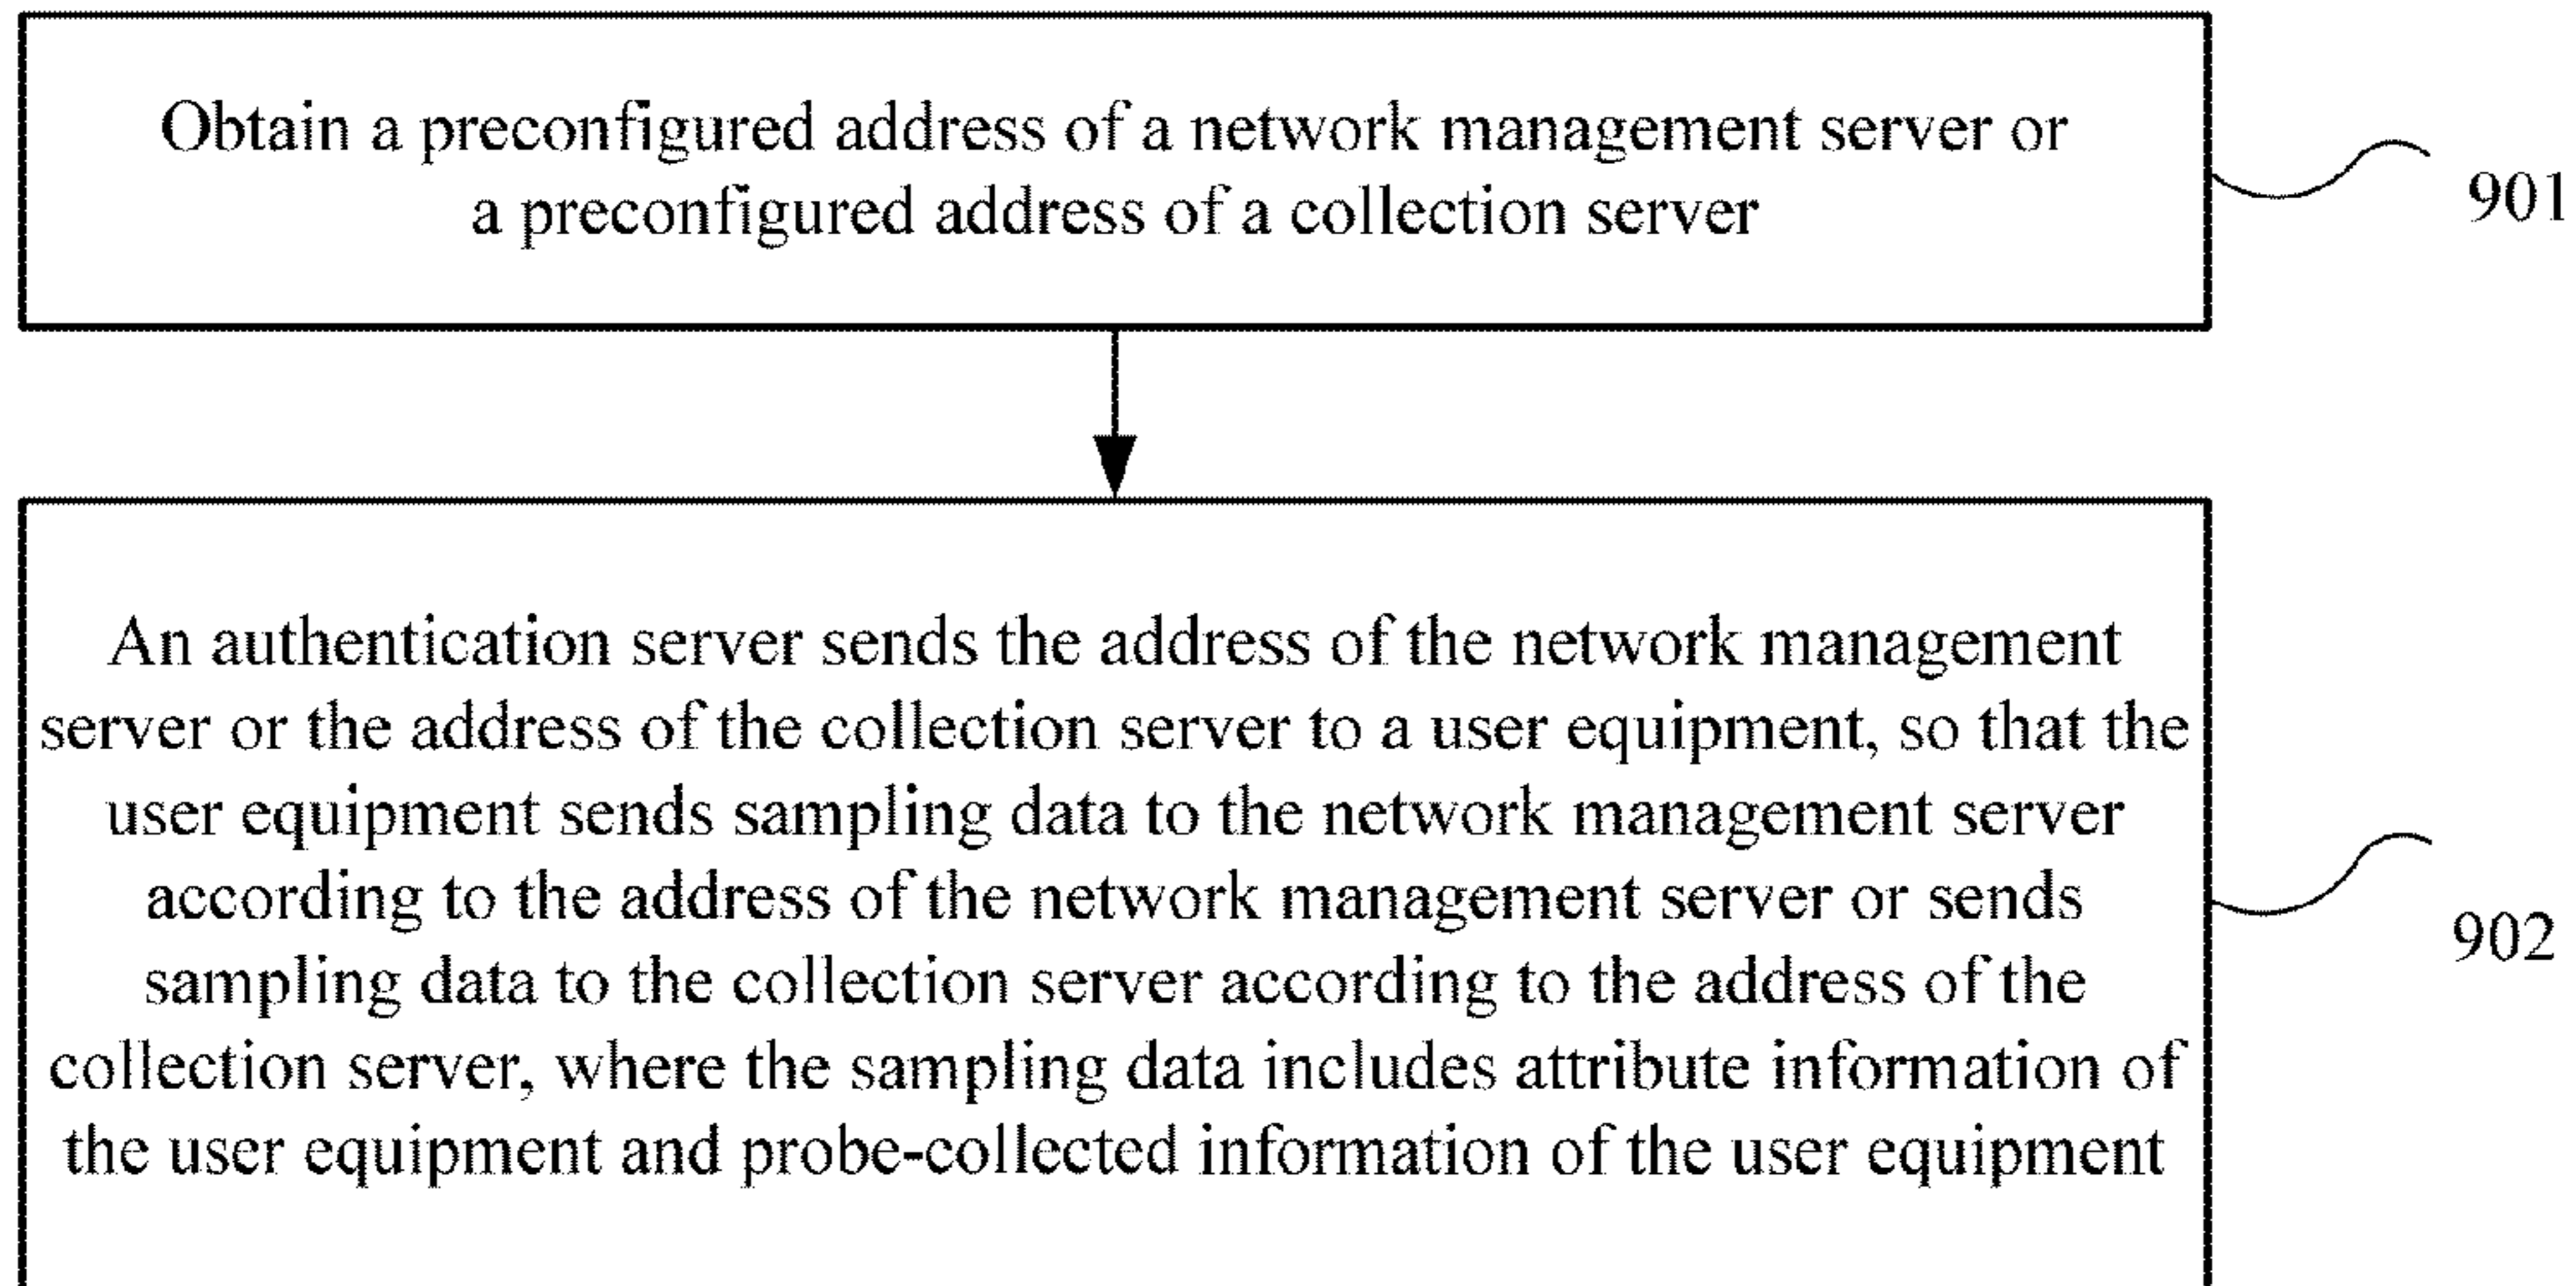 Obtain a preconfigured address of a network management server or
a preconfigured address of a collection server
901
An authentication server sends the address of the network management
server or the address of the collection server to a user equipment, so that the
user equipment sends sampling data to the network management server
according to the address of the network management server or sends
sampling data to the collection server according to the address of the
collection server, where the sampling data includes attribute information of
the user equipment and probe-collected information of the user equipment
902